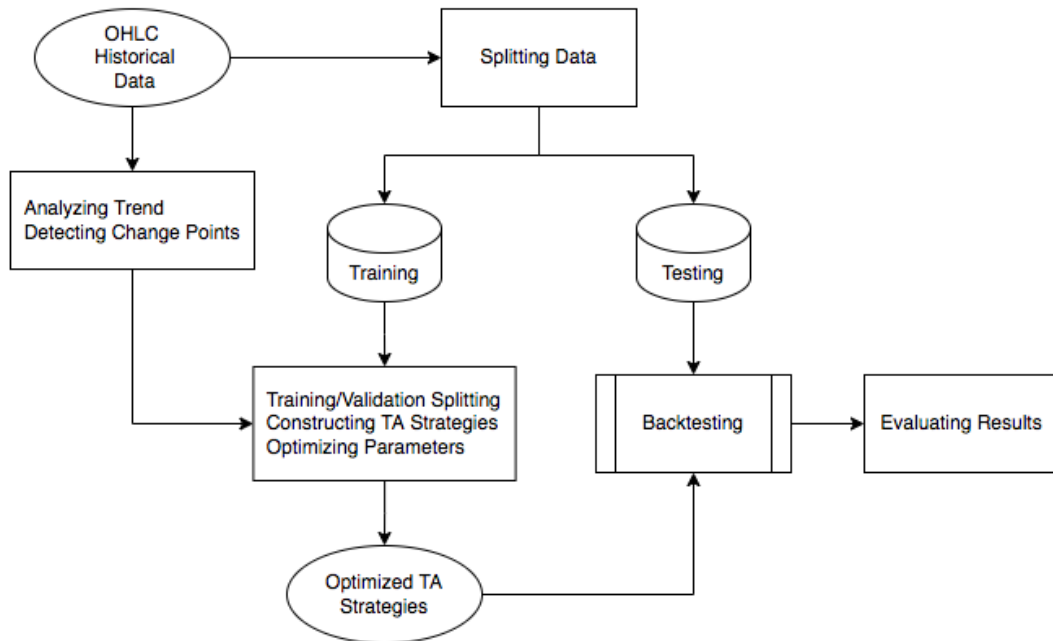 OHLC
Historical
Data
Splitting Data
Analyzing Trend
Detecting Change Points
Training
Testing
Training/Validation Splitting
Constructing TA Strategies
Optimizing Parameters
Backtesting
Evaluating Results
Optimized TA
Strategies